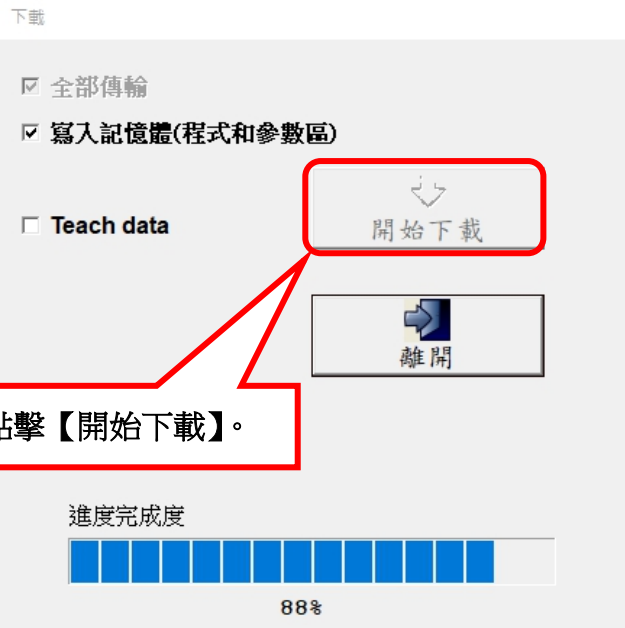 下載
全部傳輸
寫入記憶體(程式和參數區)
Teach data
開始下載
離開
點擊【開始下載】。
進度完成度
88%